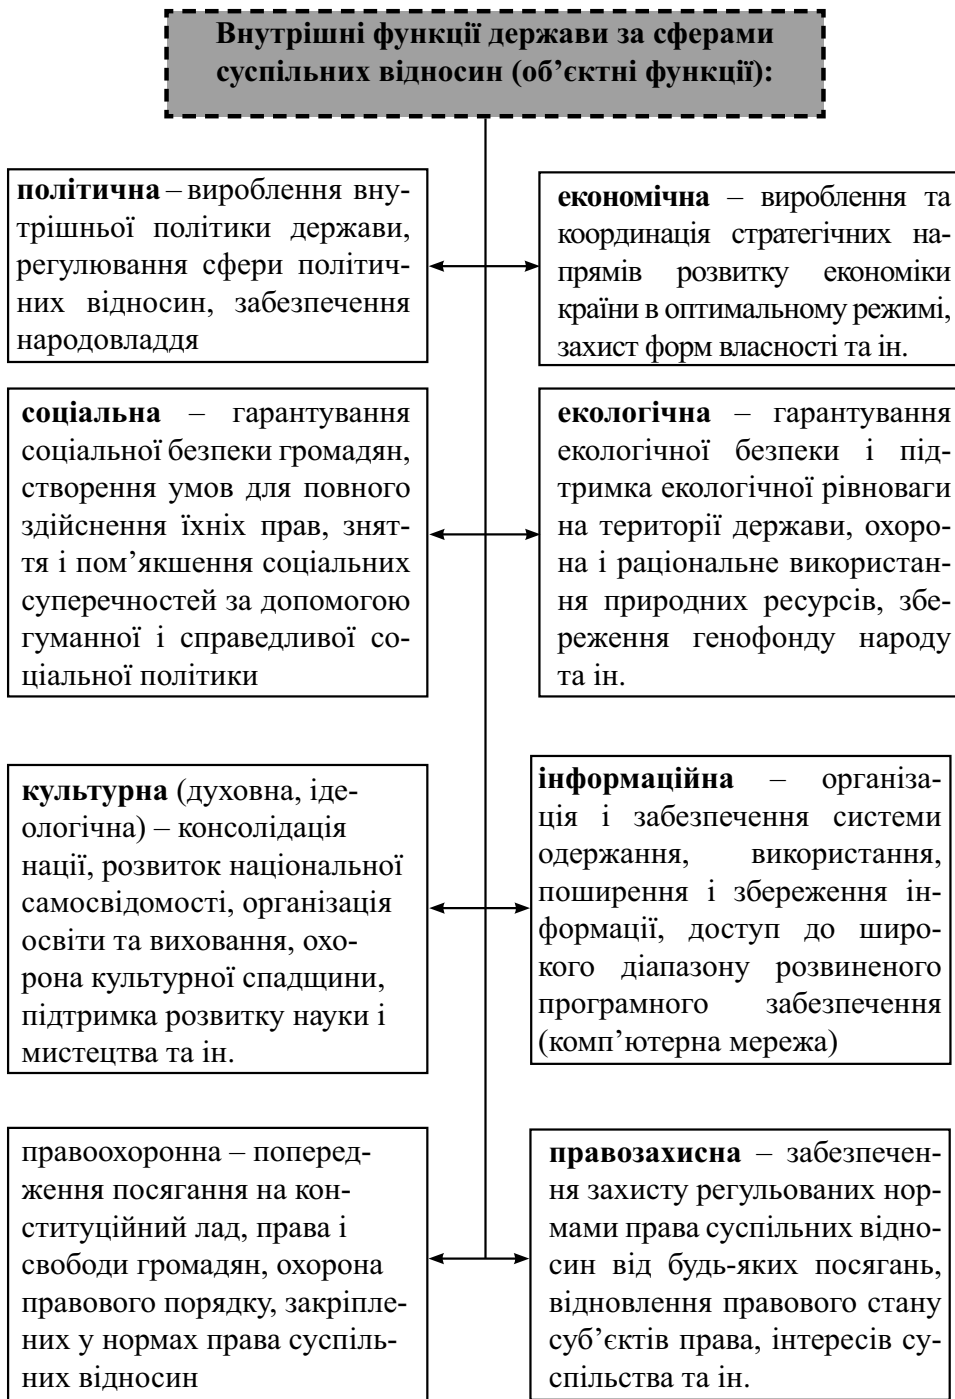 Внутрішні функції держави за сферами
суспільних відносин (об’єктні функції):
політична – вироблення вну-
трішньої політики держави,
регулювання сфери політич-
них відносин, забезпечення
народовладдя
економічна – вироблення та
координація стратегічних на-
прямів розвитку економіки
країни в оптимальному режимі,
захист форм власності та ін.
соціальна – гарантування
соціальної безпеки громадян,
створення умов для повного
здійснення їхніх прав, знят-
тя і пом’якшення соціальних
суперечностей за допомогою
гуманної і справедливої со-
ціальної політики
екологічна – гарантування
екологічної безпеки і під-
тримка екологічної рівноваги
на території держави, охоро-
на і раціональне використан-
ня природних ресурсів, збе-
реження генофонду народу
та ін.
культурна (духовна, іде-
ологічна) – консолідація
нації, розвиток національної
самосвідомості, організація
освіти та виховання, охо-
рона культурної спадщини,
підтримка розвитку науки і
мистецтва та ін.
інформаційна – організа-
ція і забезпечення системи
одержання, використання,
поширення і збереження ін-
формації, доступ до широ-
кого діапазону розвиненого
програмного забезпечення
(комп’ютерна мережа)
правоохоронна – поперед-
ження посягання на кон-
ституційний лад, права і
свободи громадян, охорона
правового порядку, закріпле-
них у нормах права суспіль-
них відносин
правозахисна – забезпечен-
ня захисту регульованих нор-
мами права суспільних відно-
син від будь-яких посягань,
відновлення правового стану
суб’єктів права, інтересів су-
спільства та ін.